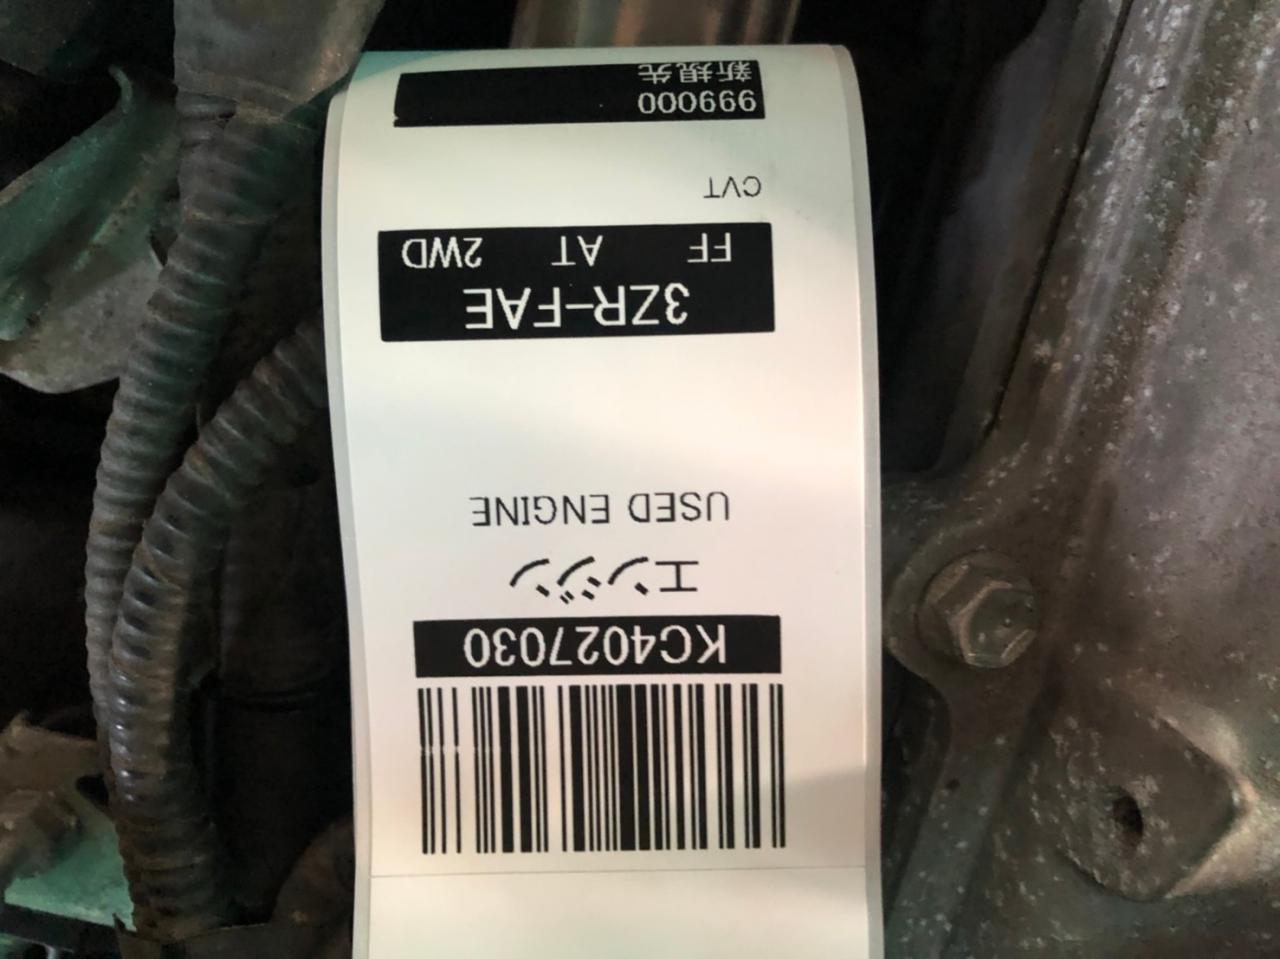 KC4027030
エンジン
USED ENGINE
3ZR-FAE
FF AT 2WD
CVT
999000
新規先